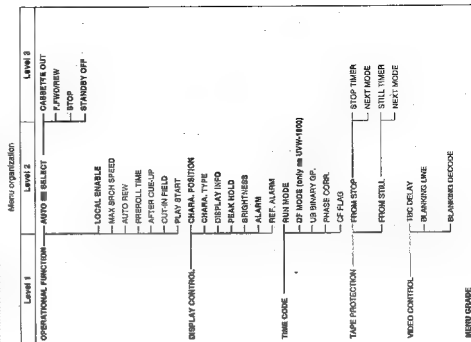 Menu organization
Level 1 Level 2 Level 3
OPERATIONAL FUNCTION AUTO EE SELECT CASSETTE OUT
F.FWD/REW
STOP
STANDBY OFF
LOCAL ENABLE
MAX SRCH SPEED
AUTO REW
PREROLL TIME
AFTER CUE-UP
CUT-IN FIELD
PLAY START
DISPLAY CONTROL CHARA. POSITION
CHARA. TYPE
DISPLAY INFO
PEAK HOLD
BRIGHTNESS
ALARM
REF. ALARM
TIME CODE RUN MODE
DF MODE (only on UVW-1800)
UB BINARY GP.
PHASE CORR.
CF FLAG
TAPE PROTECTION FROM STOP STOP TIMER
NEXT MODE
FROM STILL STILL TIMER
NEXT MODE
VIDEO CONTROL TBC DELAY
BLANKING LINE
BLANKING DECODE
MENU GRADE